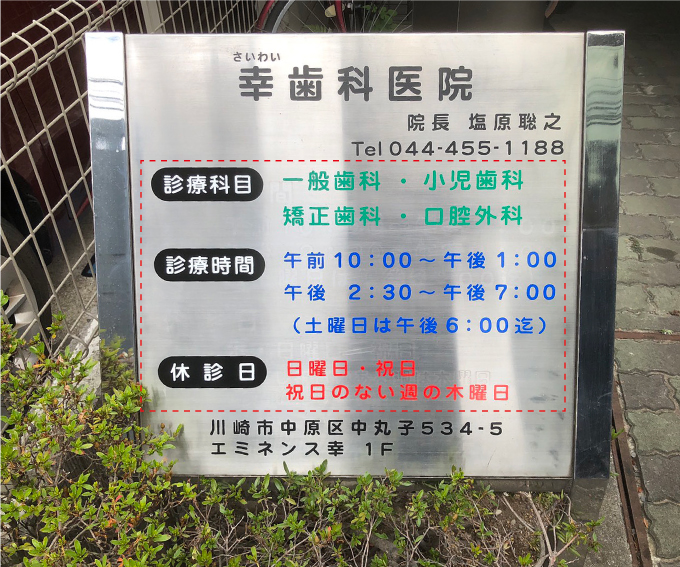 さいわい
幸歯科医院
院長 塩原聡之
Tel 044-455-1188
診療科目 一般歯科・小児歯科
矯正歯科・口腔外科
診療時間 午前10:00～午後1:00
午後 2:30～午後7:00
（土曜日は午後6:00迄）
休診日 日曜日・祝日
祝日のない週の木曜日
川崎市中原区中丸子534-5
エミネンス幸 1F